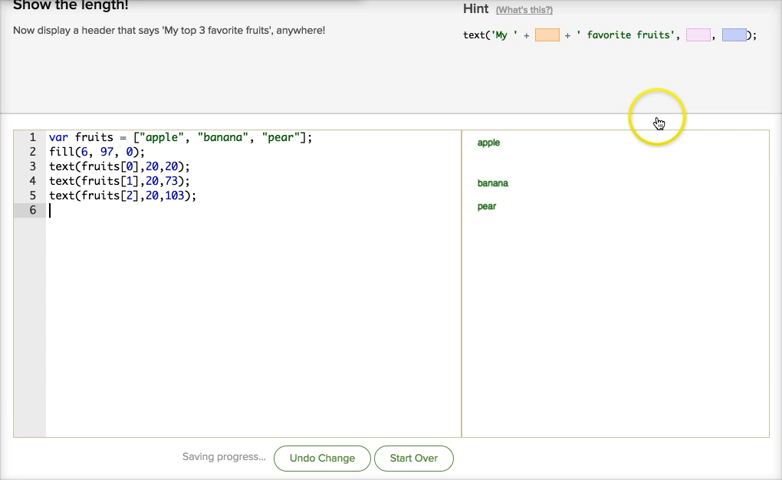 Show the length!
Now display a header that says 'My top 3 favorite fruits', anywhere!
Hint (What's this?)
text('My ' + + ' favorite fruits', , );
1 var fruits = ["apple", "banana", "pear"];
2 fill(6, 97, 0);
3 text(fruits[0],20,20);
4 text(fruits[1],20,73);
5 text(fruits[2],20,103);
6
apple
banana
pear
Saving progress... Undo Change Start Over